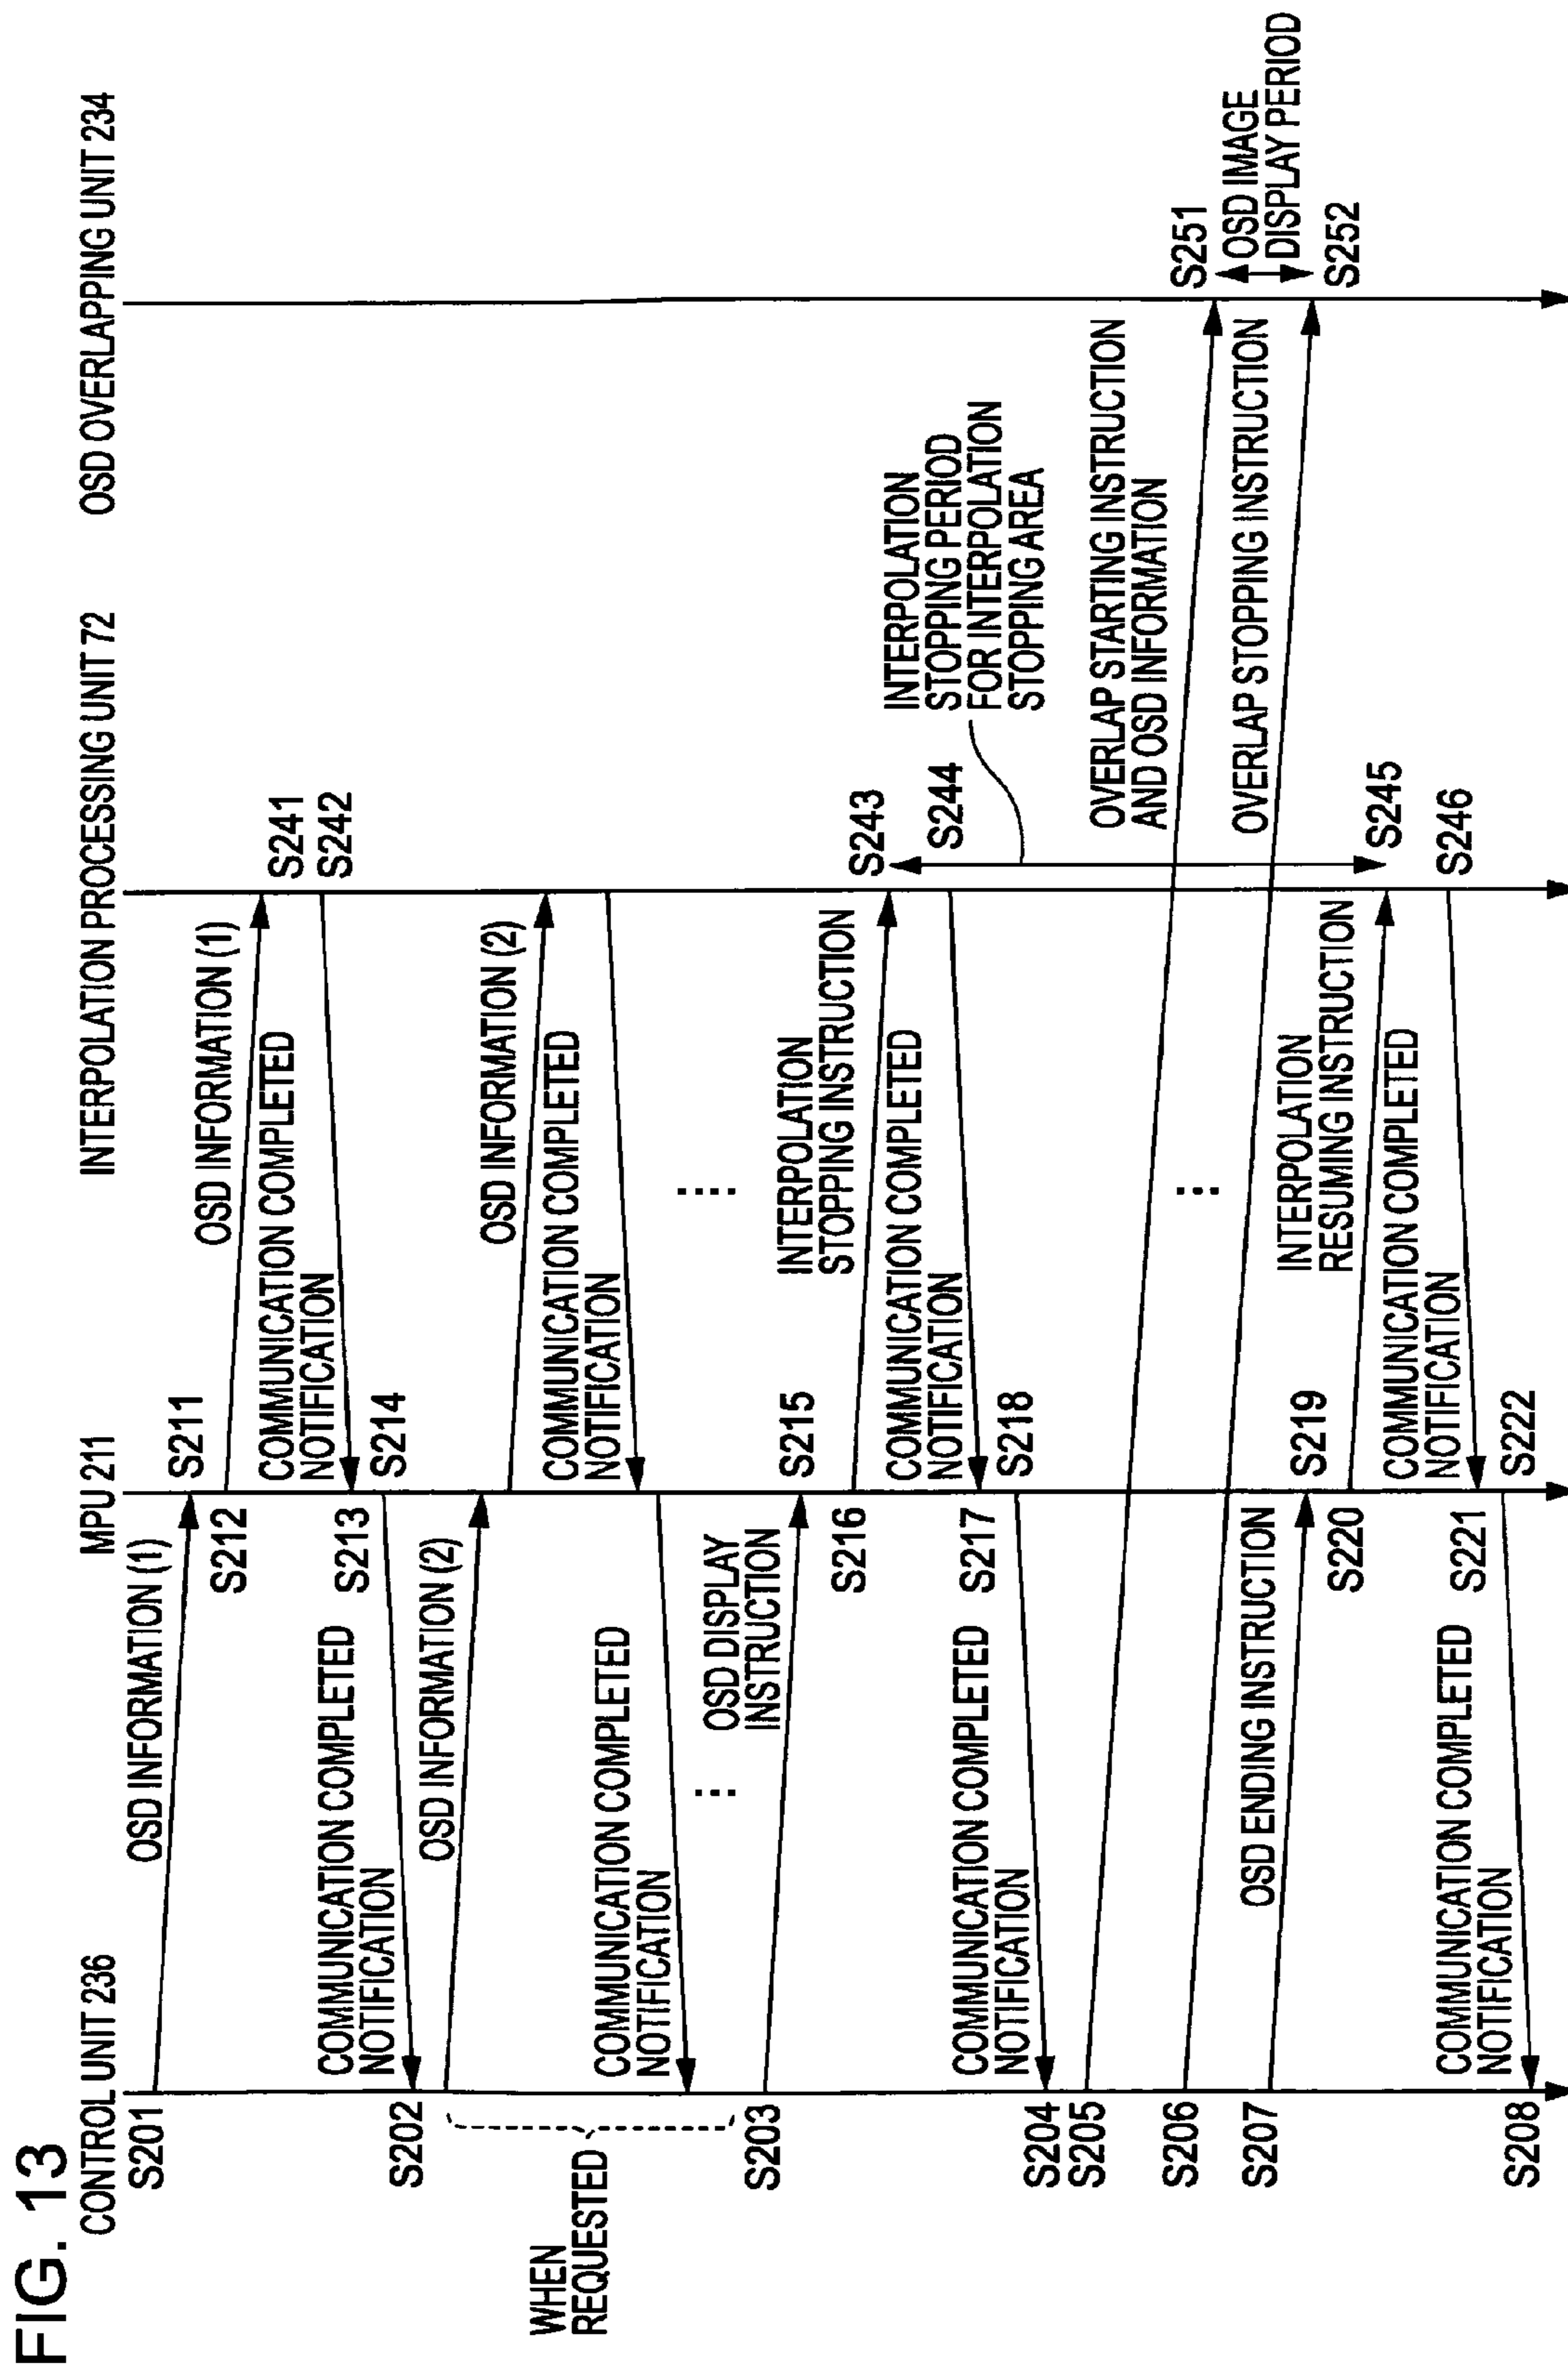 FIG. 13
CONTROL UNIT 236
MPU 211
INTERPOLATION PROCESSING UNIT 72
OSD OVERLAPPING UNIT 234
S201
OSD INFORMATION (1)
S211
S212
OSD INFORMATION (1)
S241
S242
COMMUNICATION COMPLETED
NOTIFICATION
S213
S214
COMMUNICATION COMPLETED
NOTIFICATION
S202
WHEN
REQUESTED
OSD INFORMATION (2)
OSD INFORMATION (2)
COMMUNICATION COMPLETED
NOTIFICATION
COMMUNICATION COMPLETED
NOTIFICATION
S203
OSD DISPLAY
INSTRUCTION
S215
S216
INTERPOLATION
STOPPING INSTRUCTION
S243
S244
INTERPOLATION
STOPPING PERIOD
FOR INTERPOLATION
STOPPING AREA
COMMUNICATION COMPLETED
NOTIFICATION
S217
S218
COMMUNICATION COMPLETED
NOTIFICATION
S204
S205
OVERLAP STARTING INSTRUCTION
AND OSD INFORMATION
S251
OSD IMAGE
DISPLAY PERIOD
S206
OVERLAP STOPPING INSTRUCTION
S252
S207
OSD ENDING INSTRUCTION
S219
S220
INTERPOLATION
RESUMING INSTRUCTION
S245
S246
COMMUNICATION COMPLETED
NOTIFICATION
S221
S222
COMMUNICATION COMPLETED
NOTIFICATION
S208